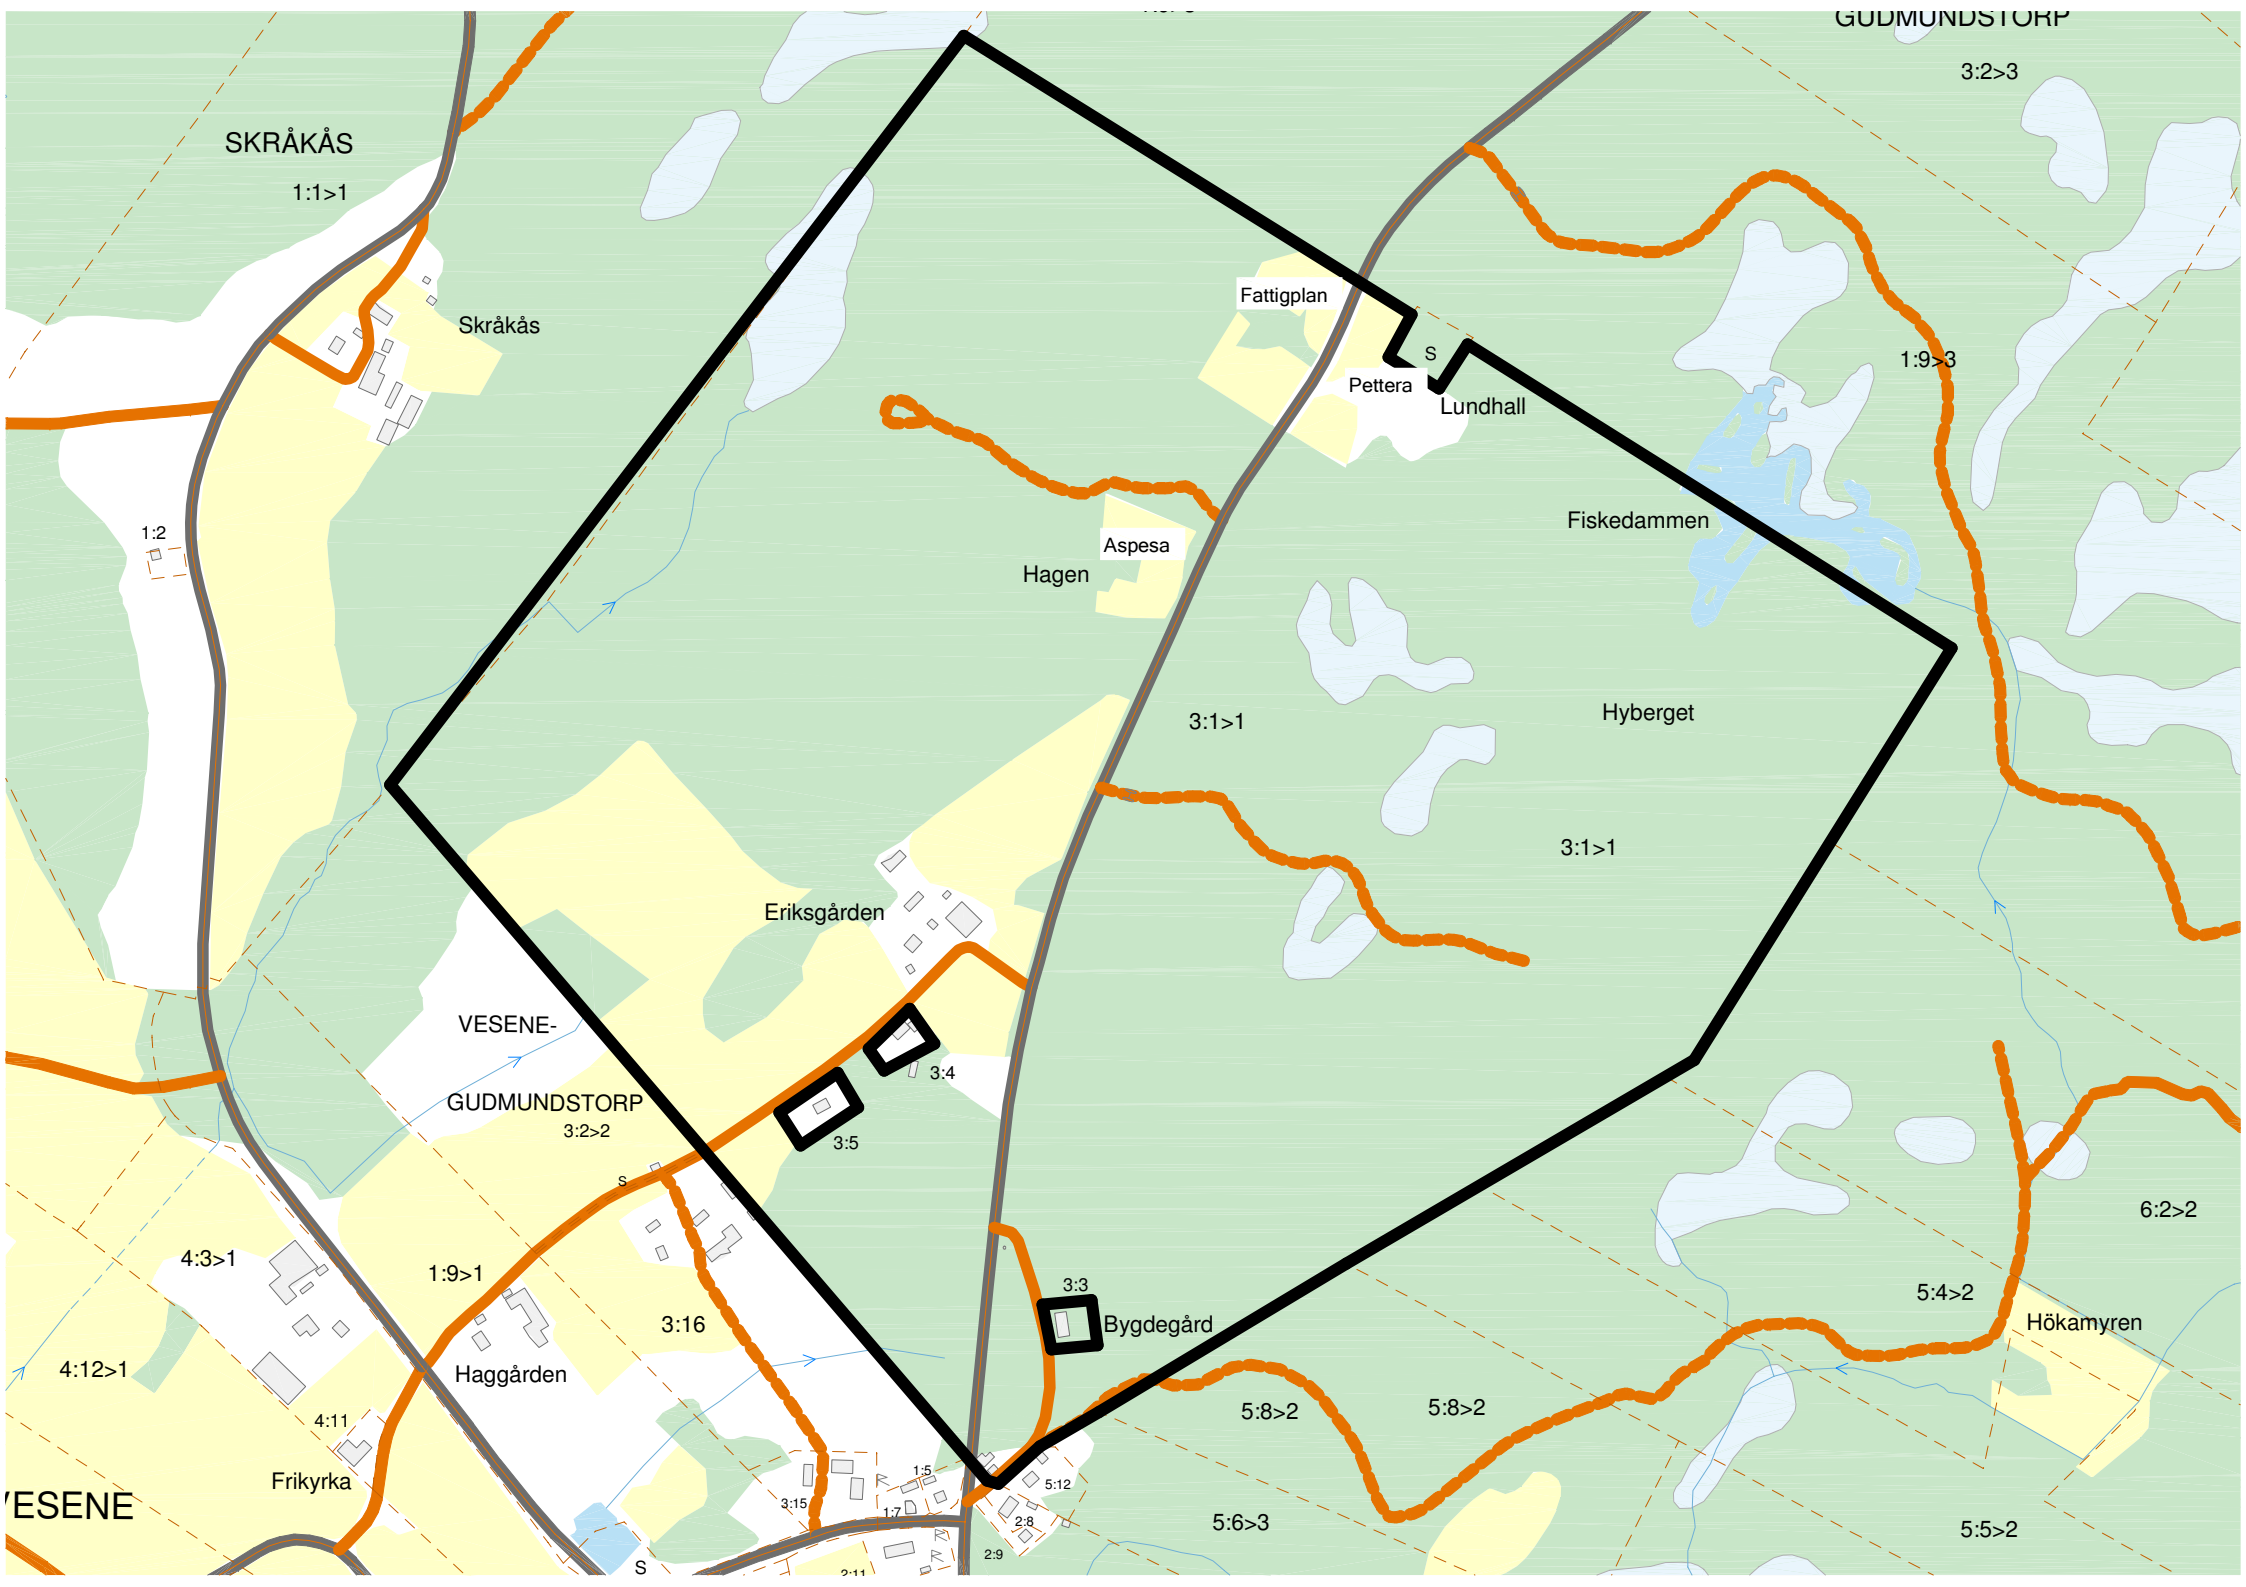 GUDMUNDSTORP
3:2>3
SKRÅKÅS
1:1>1
Fattigplan
Skråkås
S
1:9>3
Pettera
Lundhall
Fiskedammen
1:2
Aspesa
Hagen
3:1>1
Hyberget
3:1>1
Eriksgården
VESENE-
3:4
GUDMUNDSTORP
3:2>2
3:5
S
6:2>2
4:3>1
1:9>1
3:3
5:4>2
3:16
Bygdegård
Hökamyren
4:12>1
Haggården
5:8>2
5:8>2
4:11
Frikyrka
1:5
5:12
VESENE
3:15
1:7
2:8
5:6>3
5:5>2
2:9
S
2:11